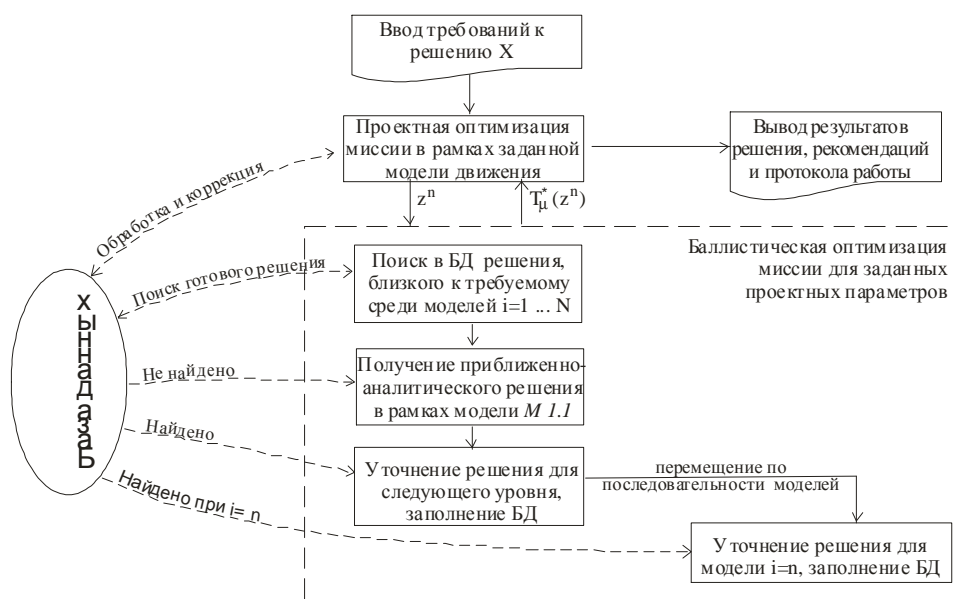 Ввод требований к
решению X
Проектная оптимизация
миссии в рамках заданной
модели движения
Вывод результатов
решения, рекомендаций
и протокола работы
Обработка и коррекция
zⁿ
T*μ(zⁿ)
Баллистическая оптимизация
миссии для заданных
проектных параметров
Поиск готового решения
Поиск в БД решения,
близкого к требуемому
среди моделей i=1 ... N
База данных
Не найдено
Получение приближенно-
аналитического решения
в рамках модели М 1.1
Найдено
Уточнение решения для
следующего уровня,
заполнение БД
перемещение по
последовательности моделей
Найдено при i= n
Уточнение решения для
модели i=n, заполнение БД